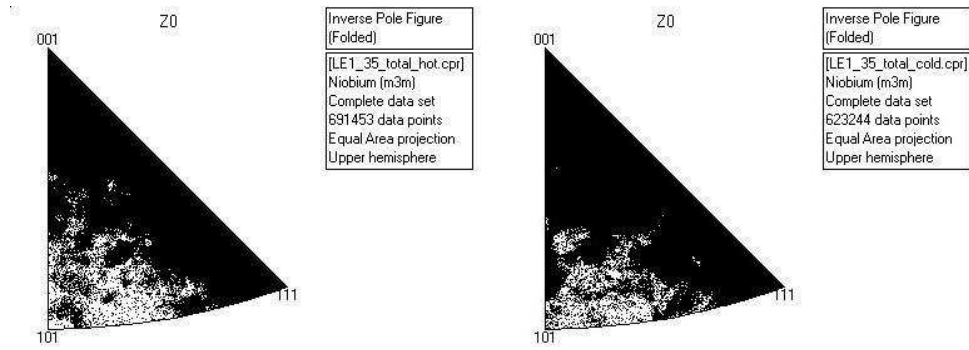 Z0
001
111
101
Inverse Pole Figure
(Folded)
[LE1_35_total_hot.cpr]
Niobium (m3m)
Complete data set
691453 data points
Equal Area projection
Upper hemisphere
Z0
001
111
101
Inverse Pole Figure
(Folded)
[LE1_35_total_cold.cpr]
Niobium (m3m)
Complete data set
623244 data points
Equal Area projection
Upper hemisphere